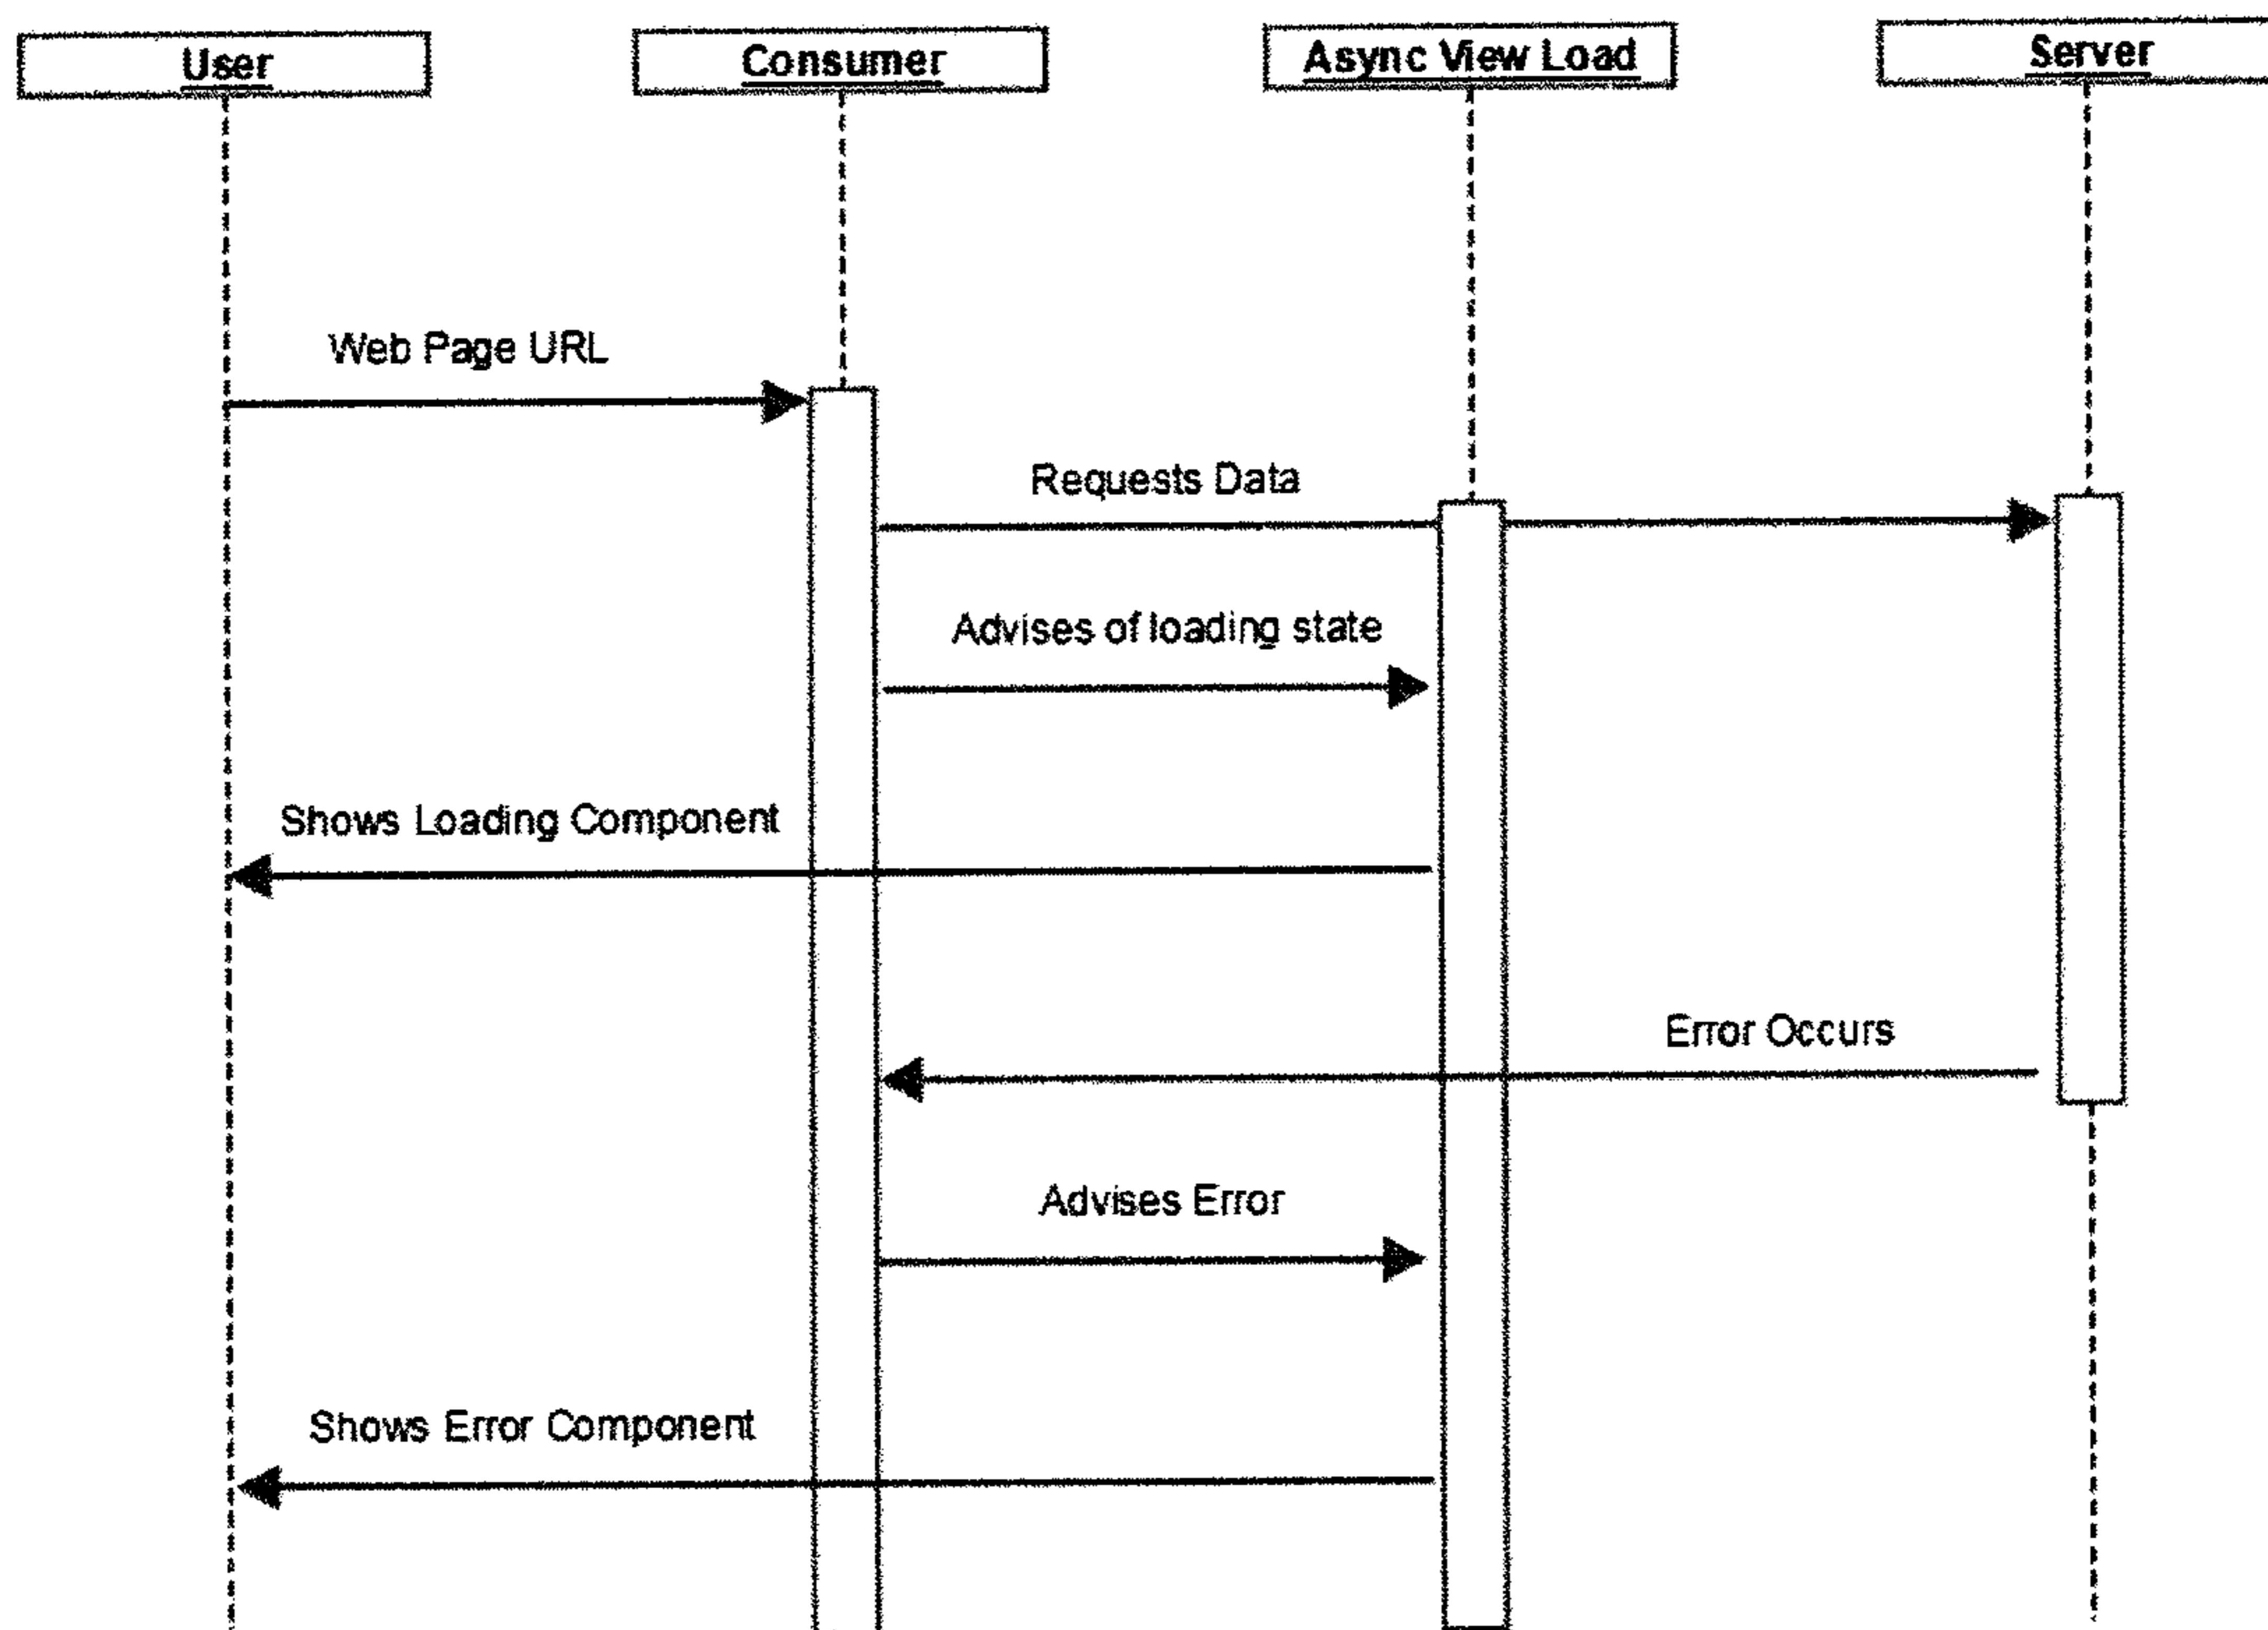 User
Consumer
Async View Load
Server
Web Page URL
Requests Data
Advises of loading state
Shows Loading Component
Error Occurs
Advises Error
Shows Error Component